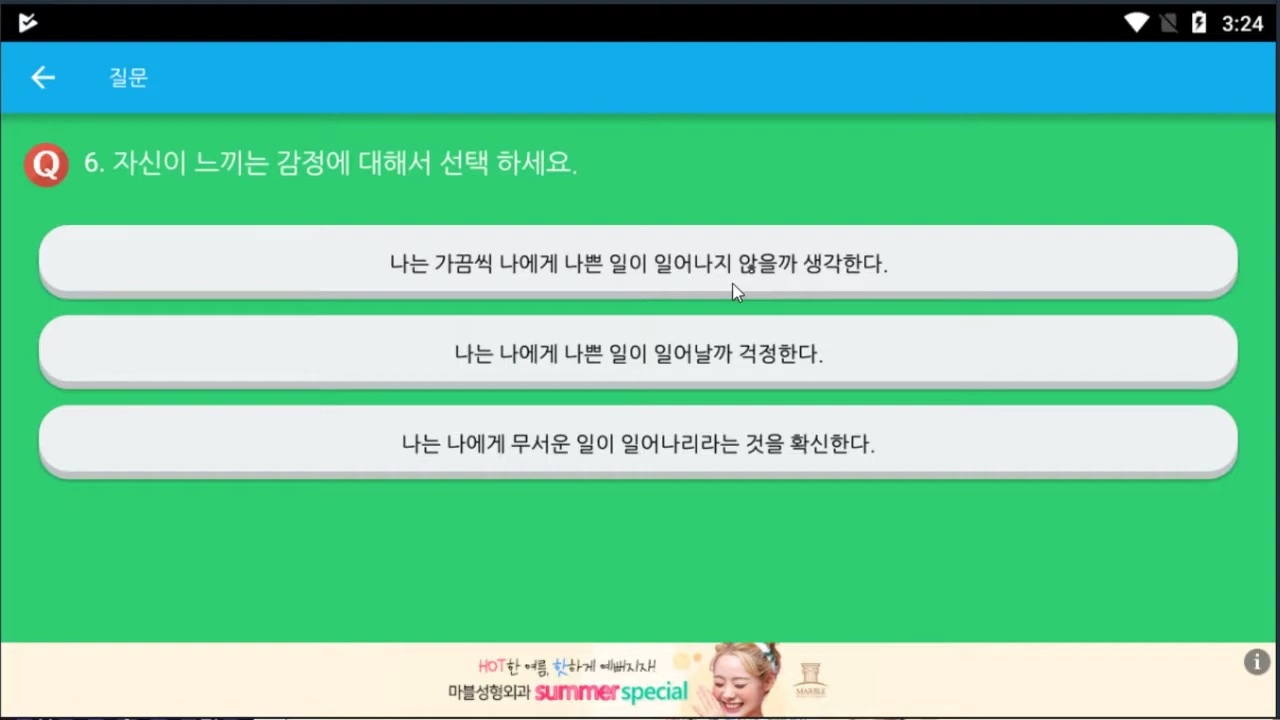 3:24
질문
Q 6. 자신이 느끼는 감정에 대해서 선택 하세요.
나는 가끔씩 나에게 나쁜 일이 일어나지 않을까 생각한다.
나는 나에게 나쁜 일이 일어날까 걱정한다.
나는 나에게 무서운 일이 일어나리라는 것을 확신한다.
HOT한 여름, 핫하게 예뻐지자!
마블성형외과 summer special
MARBLE